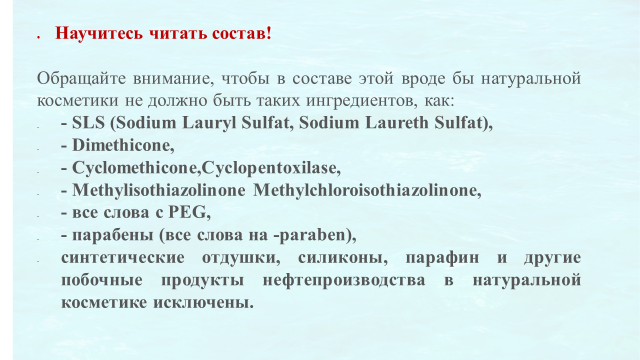 Научитесь читать состав!
Обращайте внимание, чтобы в составе этой вроде бы натуральной
косметики не должно быть таких ингредиентов, как:
- SLS (Sodium Lauryl Sulfat, Sodium Laureth Sulfat),
- Dimethicone,
- Cyclomethicone,Cyclopentoxilase,
- Methylisothiazolinone Methylchloroisothiazolinone,
- все слова с PEG,
- парабены (все слова на -paraben),
синтетические отдушки, силиконы, парафин и другие
побочные продукты нефтепроизводства в натуральной
косметике исключены.